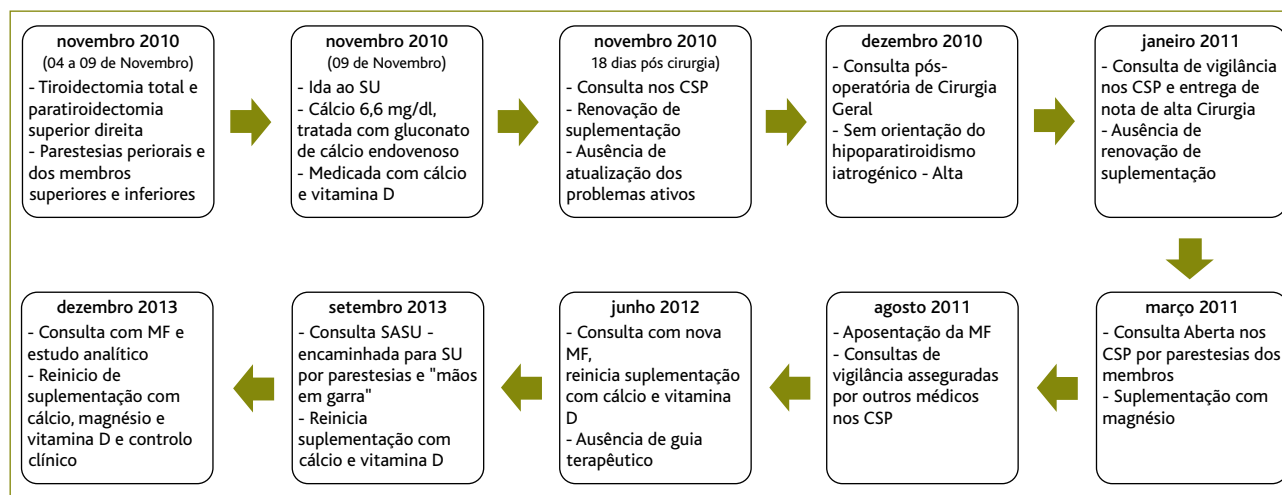 novembro 2010
(04 a 09 de Novembro)
- Tiroidectomia total e
paratiroidectomia
superior direita
- Parestesias periorais e
dos membros
superiores e inferiores
novembro 2010
(09 de Novembro)
- Ida ao SU
- Cálcio 6,6 mg/dl,
tratada com gluconato
de cálcio endovenoso
- Medicada com cálcio
e vitamina D
novembro 2010
18 dias pós cirurgia)
- Consulta nos CSP
- Renovação de
suplementação
- Ausência de
atualização dos
problemas ativos
dezembro 2010
- Consulta pós-
operatória de Cirurgia
Geral
- Sem orientação do
hipoparatiroidismo
iatrogénico - Alta
janeiro 2011
- Consulta de vigilância
nos CSP e entrega de
nota de alta Cirurgia
- Ausência de
renovação de
suplementação
março 2011
- Consulta Aberta nos
CSP por parestesias dos
membros
- Suplementação com
magnésio
agosto 2011
- Aposentação da MF
- Consultas de
vigilância asseguradas
por outros médicos
nos CSP
junho 2012
- Consulta com nova
MF,
reinicia suplementação
com cálcio e vitamina
D
- Ausência de guia
terapêutico
setembro 2013
- Consulta SASU -
encaminhada para SU
por parestesias e "mãos
em garra"
- Reinicia
suplementação com
cálcio e vitamina D
dezembro 2013
- Consulta com MF e
estudo analítico
- Reinicio de
suplementação com
cálcio, magnésio e
vitamina D e controlo
clínico